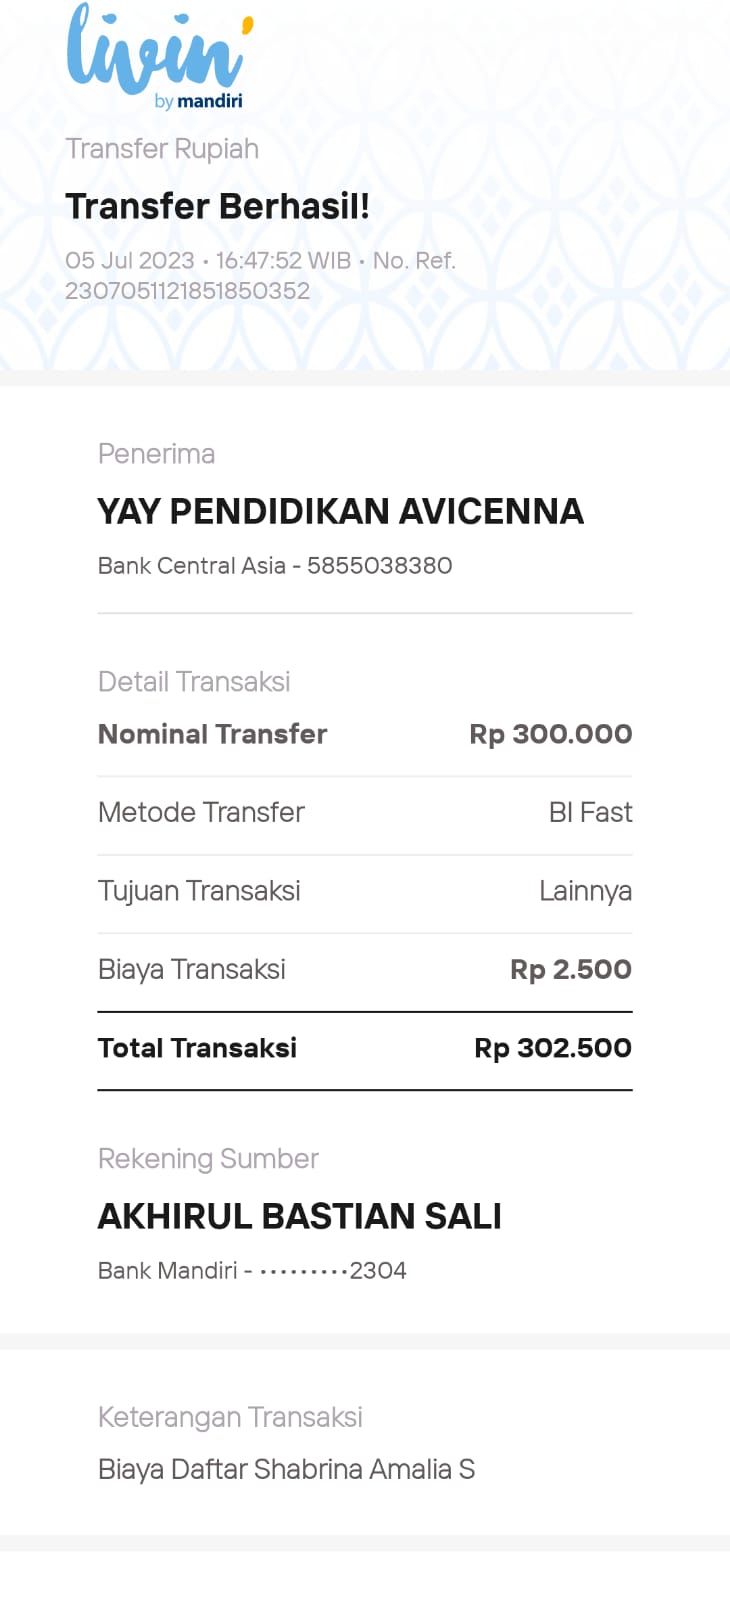 livin'
by mandiri
Transfer Rupiah
Transfer Berhasil!
05 Jul 2023 • 16:47:52 WIB • No. Ref.
2307051121851850352
Penerima
YAY PENDIDIKAN AVICENNA
Bank Central Asia - 5855038380
Detail Transaksi
Nominal Transfer Rp 300.000
Metode Transfer BI Fast
Tujuan Transaksi Lainnya
Biaya Transaksi Rp 2.500
Total Transaksi Rp 302.500
Rekening Sumber
AKHIRUL BASTIAN SALI
Bank Mandiri - •••••••••2304
Keterangan Transaksi
Biaya Daftar Shabrina Amalia S